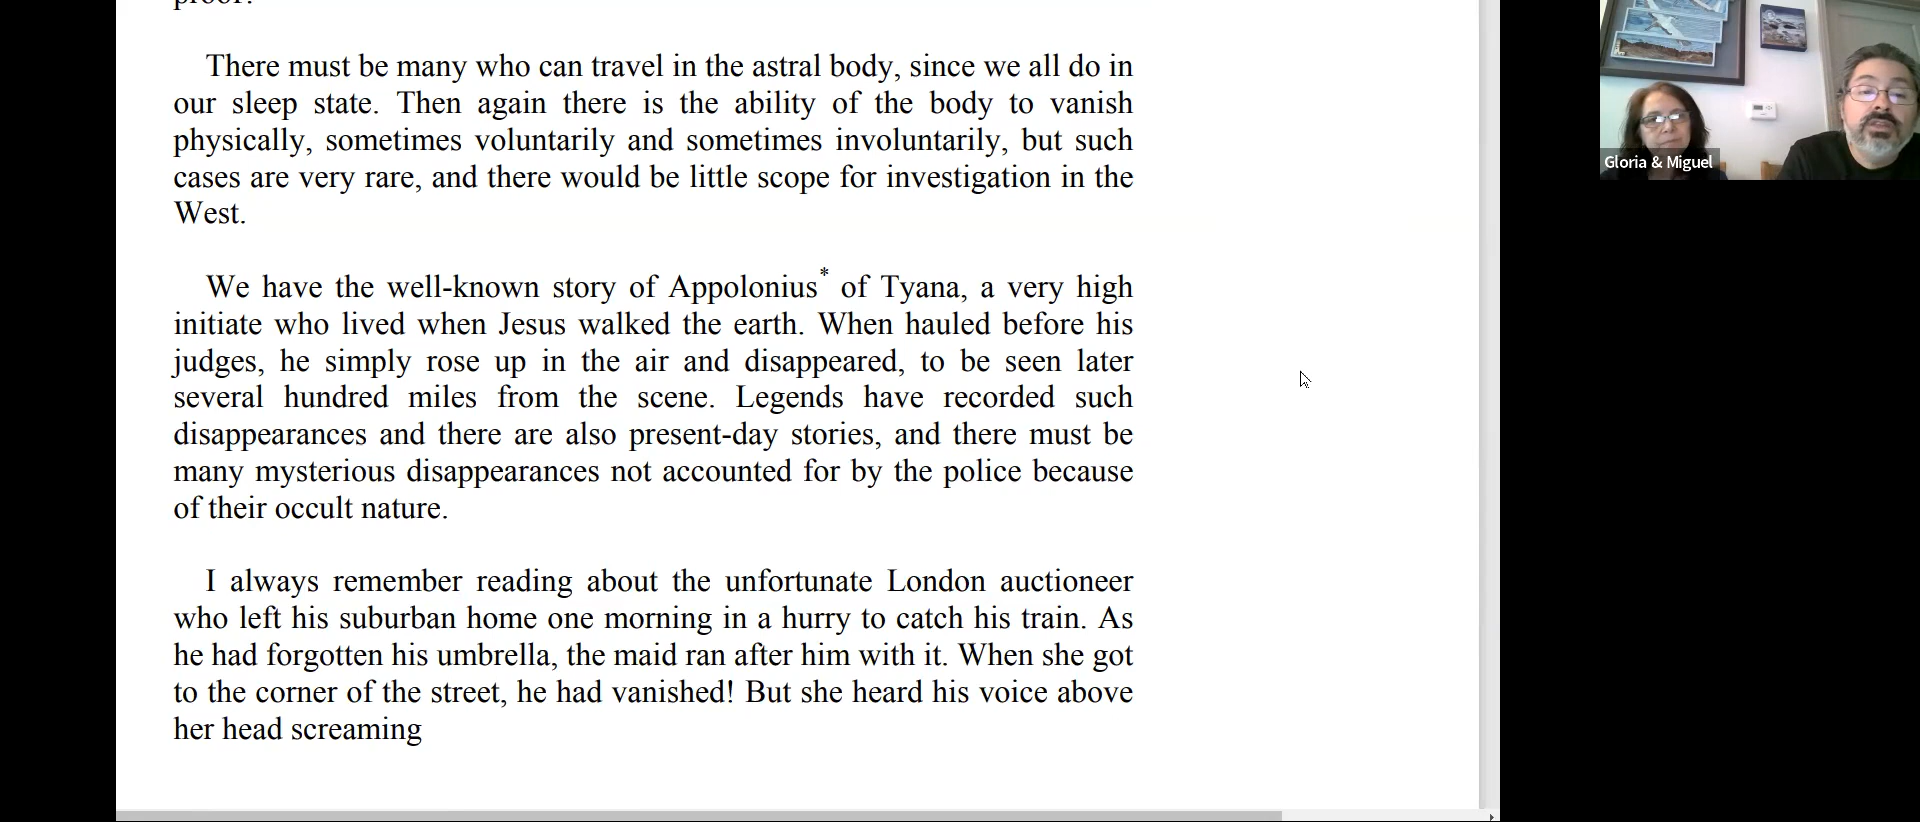 proof?
There must be many who can travel in the astral body, since we all do in
our sleep state. Then again there is the ability of the body to vanish
physically, sometimes voluntarily and sometimes involuntarily, but such
cases are very rare, and there would be little scope for investigation in the
West.
We have the well-known story of Appolonius* of Tyana, a very high
initiate who lived when Jesus walked the earth. When hauled before his
judges, he simply rose up in the air and disappeared, to be seen later
several hundred miles from the scene. Legends have recorded such
disappearances and there are also present-day stories, and there must be
many mysterious disappearances not accounted for by the police because
of their occult nature.
I always remember reading about the unfortunate London auctioneer
who left his suburban home one morning in a hurry to catch his train. As
he had forgotten his umbrella, the maid ran after him with it. When she got
to the corner of the street, he had vanished! But she heard his voice above
her head screaming
Gloria & Miguel